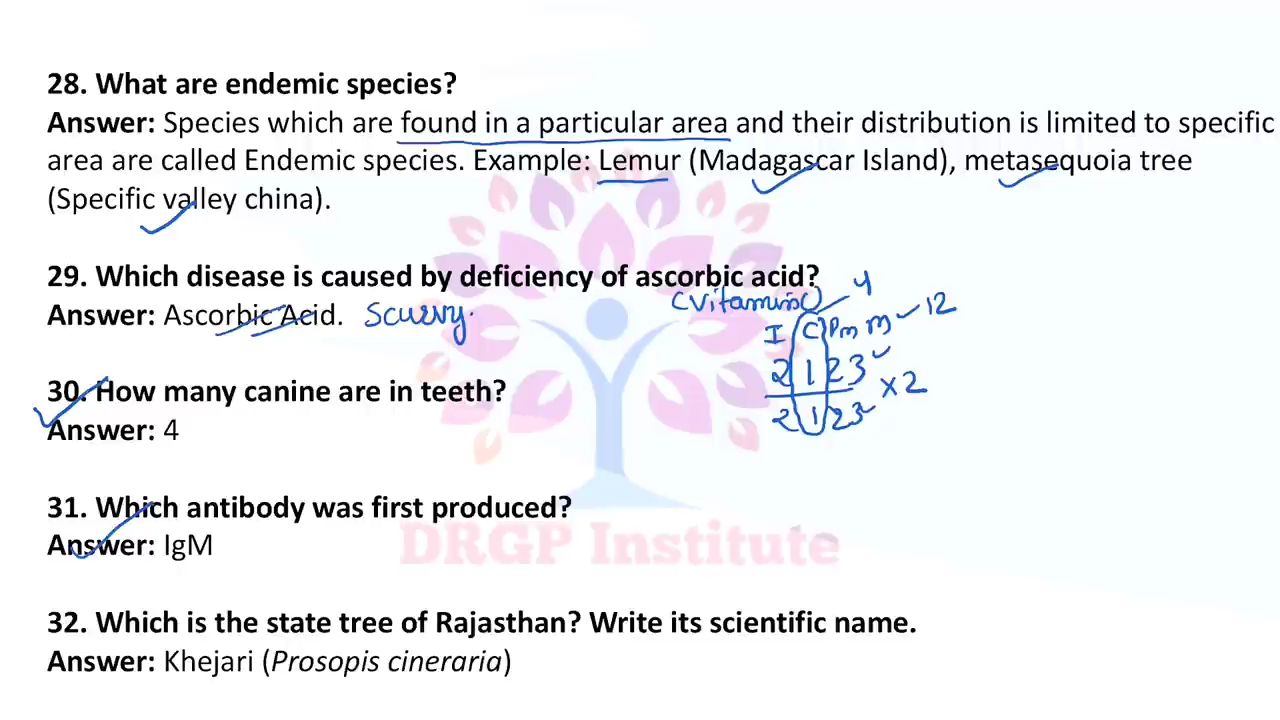 28. What are endemic species?
Answer: Species which are found in a particular area and their distribution is limited to specific
area are called Endemic species. Example: Lemur (Madagascar Island), metasequoia tree
(Specific valley china).
29. Which disease is caused by deficiency of ascorbic acid?
(Vitamin C) 4
Answer: Ascorbic Acid. Scurvy.
I C Pm m 12
2 1 2 3
× 2
2 1 2 3
30. How many canine are in teeth?
Answer: 4
31. Which antibody was first produced?
Answer: IgM
DRGP Institute
32. Which is the state tree of Rajasthan? Write its scientific name.
Answer: Khejari (Prosopis cineraria)